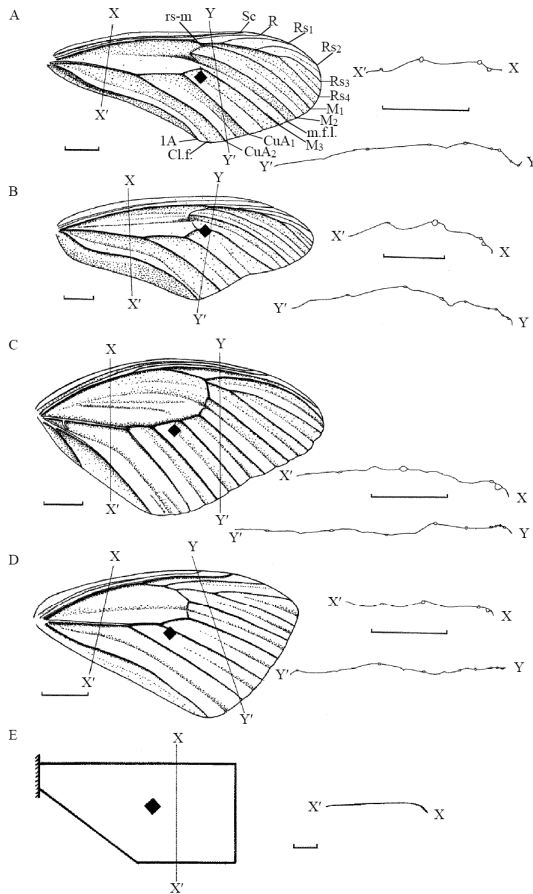 A
X
rs-m
Y
Sc
R
Rs1
Rs2
Rs3
Rs4
M1
M2
m.f.l.
M3
CuA1
CuA2
1A
Cl.f.
X'
Y'
X'
X
Y'
Y
B
X
Y
X'
Y'
X'
X
Y'
Y
C
X
Y
X'
Y'
X'
X
Y'
Y
D
X
Y
X'
Y'
X'
X
Y'
Y
E
X
X'
X'
X